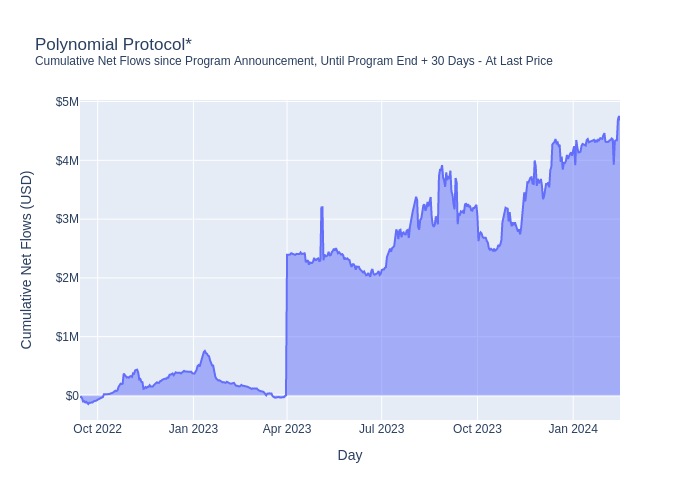 Polynomial Protocol*
Cumulative Net Flows since Program Announcement, Until Program End + 30 Days - At Last Price
$5M
$4M
$3M
$2M
$1M
$0
Cumulative Net Flows (USD)
Oct 2022 Jan 2023 Apr 2023 Jul 2023 Oct 2023 Jan 2024
Day